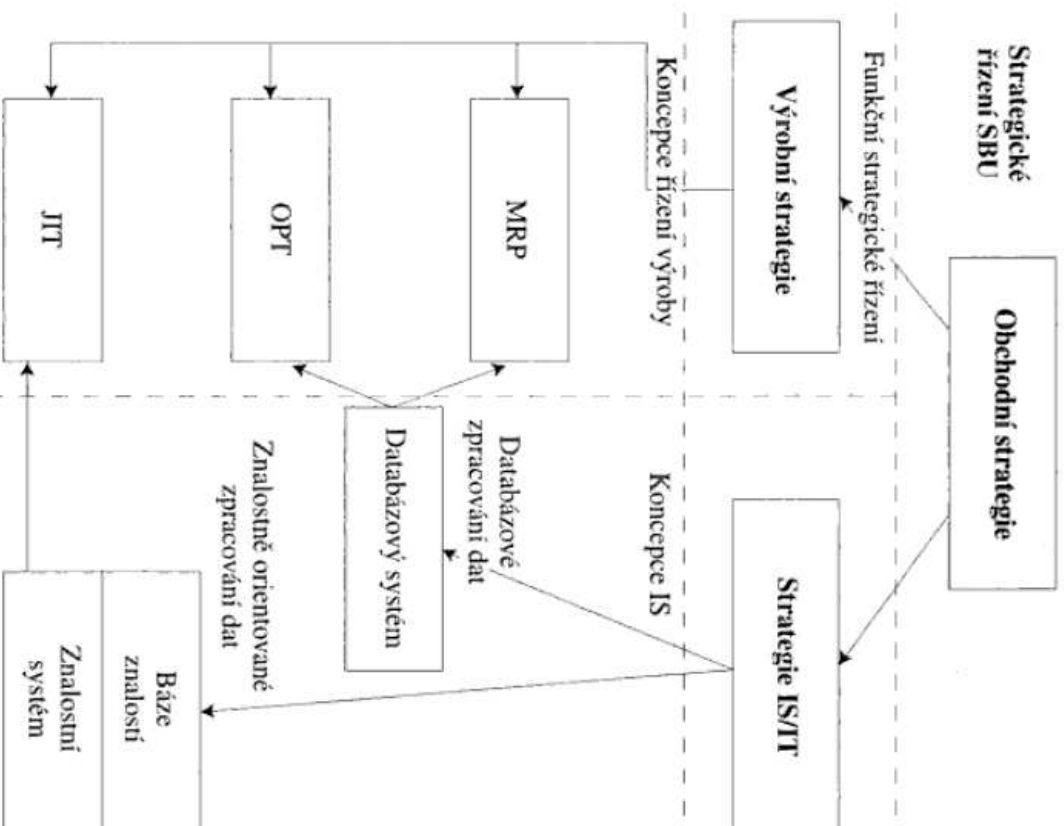 Strategické
řízení SBU
Obchodní strategie
Funkční strategické řízení
Výrobní strategie
Strategie IS/IT
Koncepce řízení výroby
Koncepce IS
MRP
Databázové
zpracování dat
Databázový systém
OPT
Znalostně orientované
zpracování dat
Báze
znalostí
JIT
Znalostní
systém